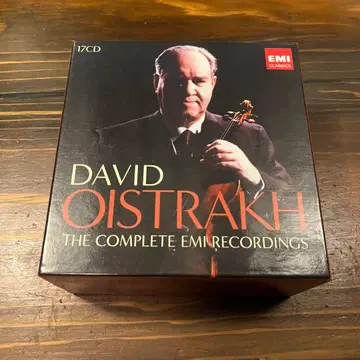 17CD
EMI
CLASSICS
DAVID
OISTRAKH
THE COMPLETE EMI RECORDINGS